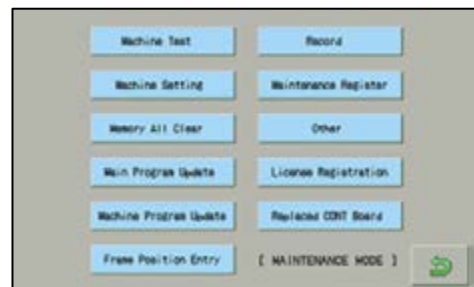 Machine Test
Record
Machine Setting
Maintenance Register
Memory All Clear
Other
Main Program Update
License Registration
Machine Program Update
Replaced CONT Board
Frame Position Entry
[ MAINTENANCE MODE ]